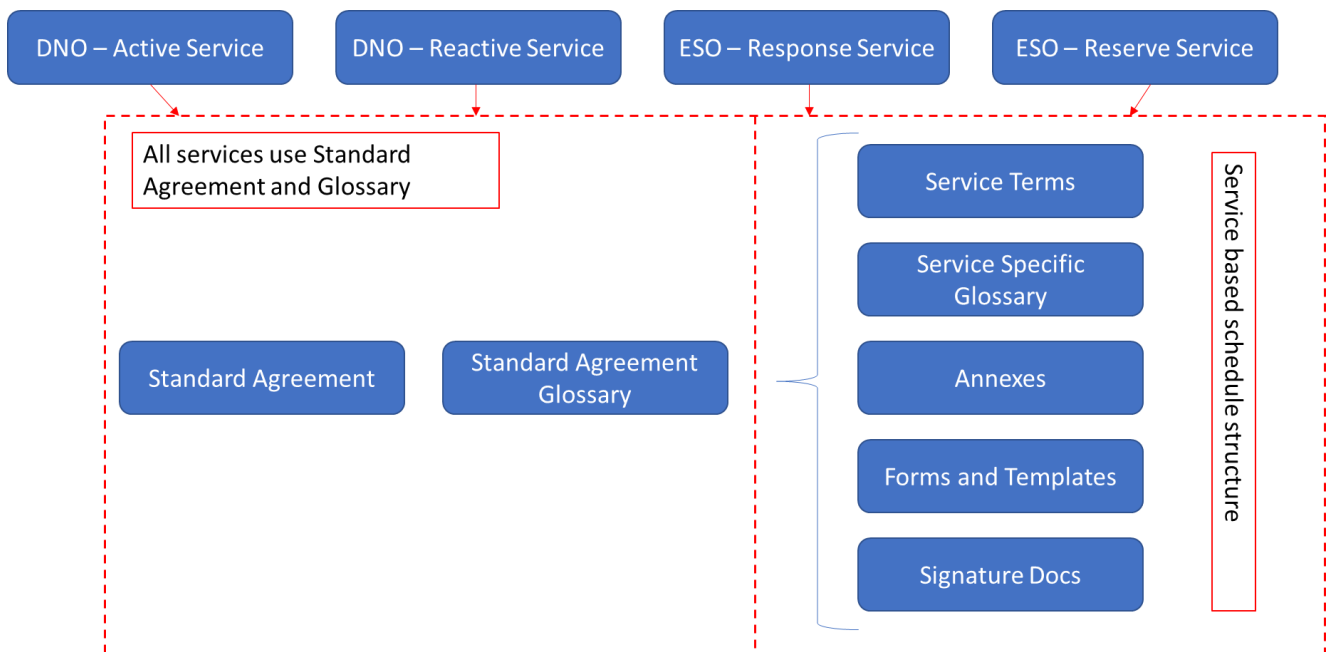 DNO – Active Service
DNO – Reactive Service
ESO – Response Service
ESO – Reserve Service
All services use Standard
Agreement and Glossary
Standard Agreement
Standard Agreement
Glossary
Service Terms
Service Specific
Glossary
Annexes
Forms and Templates
Signature Docs
Service based schedule structure